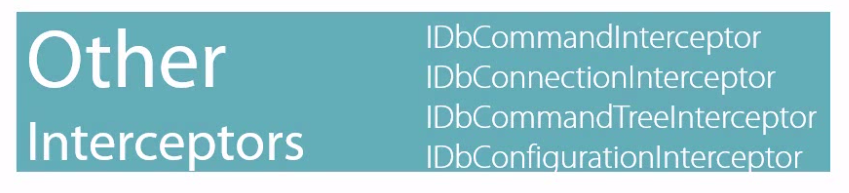 Other
Interceptors
IDbCommandInterceptor
IDbConnectionInterceptor
IDbCommandTreeInterceptor
IDbConfigurationInterceptor